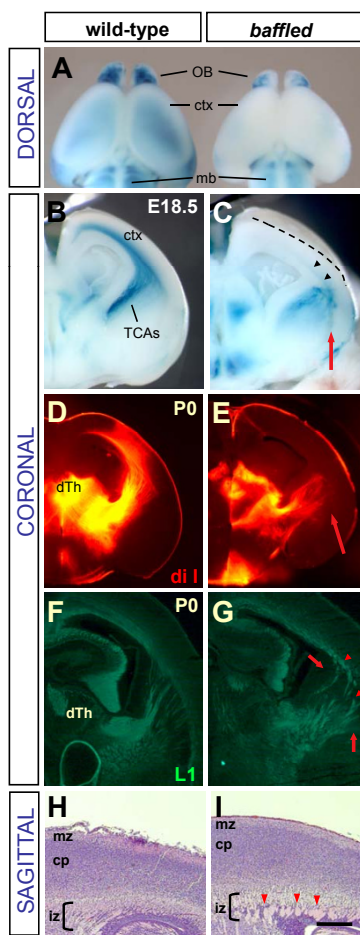 wild-type baffled
DORSAL
A
OB
ctx
mb
CORONAL
B E18.5 C
ctx
TCAs
D P0 E
dTh
di I
F P0 G
dTh
L1
SAGITTAL
H I
mz mz
cp cp
iz iz